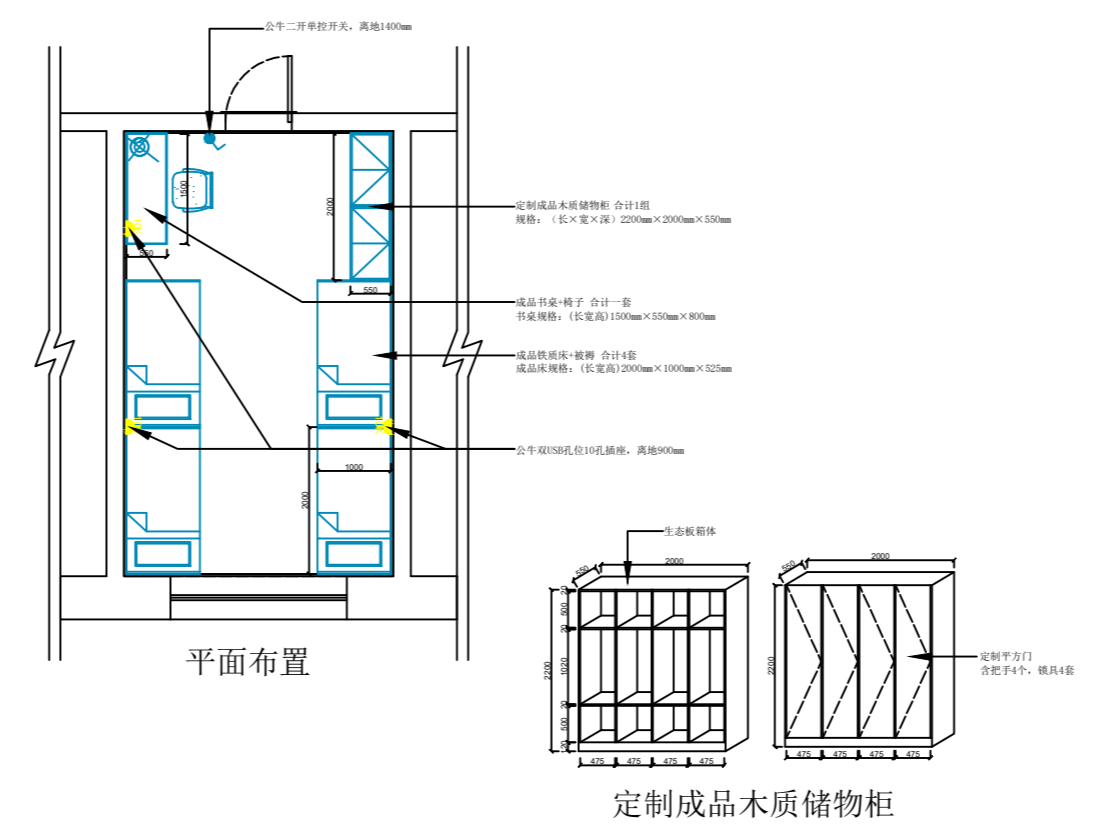 公牛二开单控开关，离地1400mm
1500
2000
定制成品木质储物柜 合计1组
规格：（长×宽×深）2200mm×2000mm×550mm
550
550
成品书桌+椅子 合计一套
书桌规格：(长宽高)1500mm×550mm×800mm
成品铁质床+被褥 合计4套
成品床规格：(长宽高)2000mm×1000mm×525mm
公牛双USB孔位10孔插座，离地900mm
1000
2000
平面布置
生态板箱体
550
2000
20
500
20
1020
20
500
120
2200
475 475 475 475
550
2000
2200
定制平方门
含把手4个，锁具4套
475 475 475 475
定制成品木质储物柜